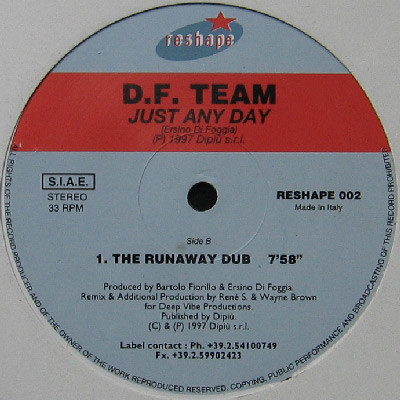 reshape
D.F. TEAM
JUST ANY DAY
(Ersino Di Foggia)
(P) 1997 Dipiù s.r.l.
S.I.A.E.
STEREO
33 RPM
RESHAPE 002
Made in Italy
Side B
1. THE RUNAWAY DUB 7'58"
Produced by Bartolo Fiorillo & Ersino Di Foggia.
Remix & Additional Production by René S. & Wayne Brown
for Deep Vibe Productions.
Published by Dipiù.
(C) & (P) 1997 Dipiù s.r.l.
Label contact : Ph. +39.2.54100749
Fx. +39.2.59902423
ALL RIGHTS OF THE RECORD PRODUCER AND OF THE OWNER OF THE WORK REPRODUCED RESERVED. COPYING, PUBLIC PERFORMANCE AND BROADCASTING OF THIS RECORD PROHIBITED